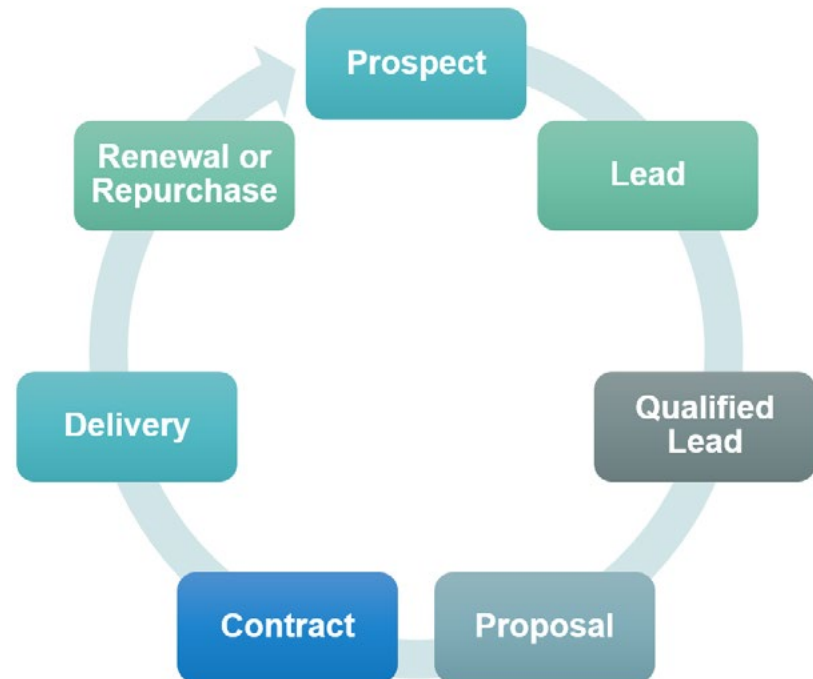 Prospect
Lead
Qualified
Lead
Proposal
Contract
Delivery
Renewal or
Repurchase